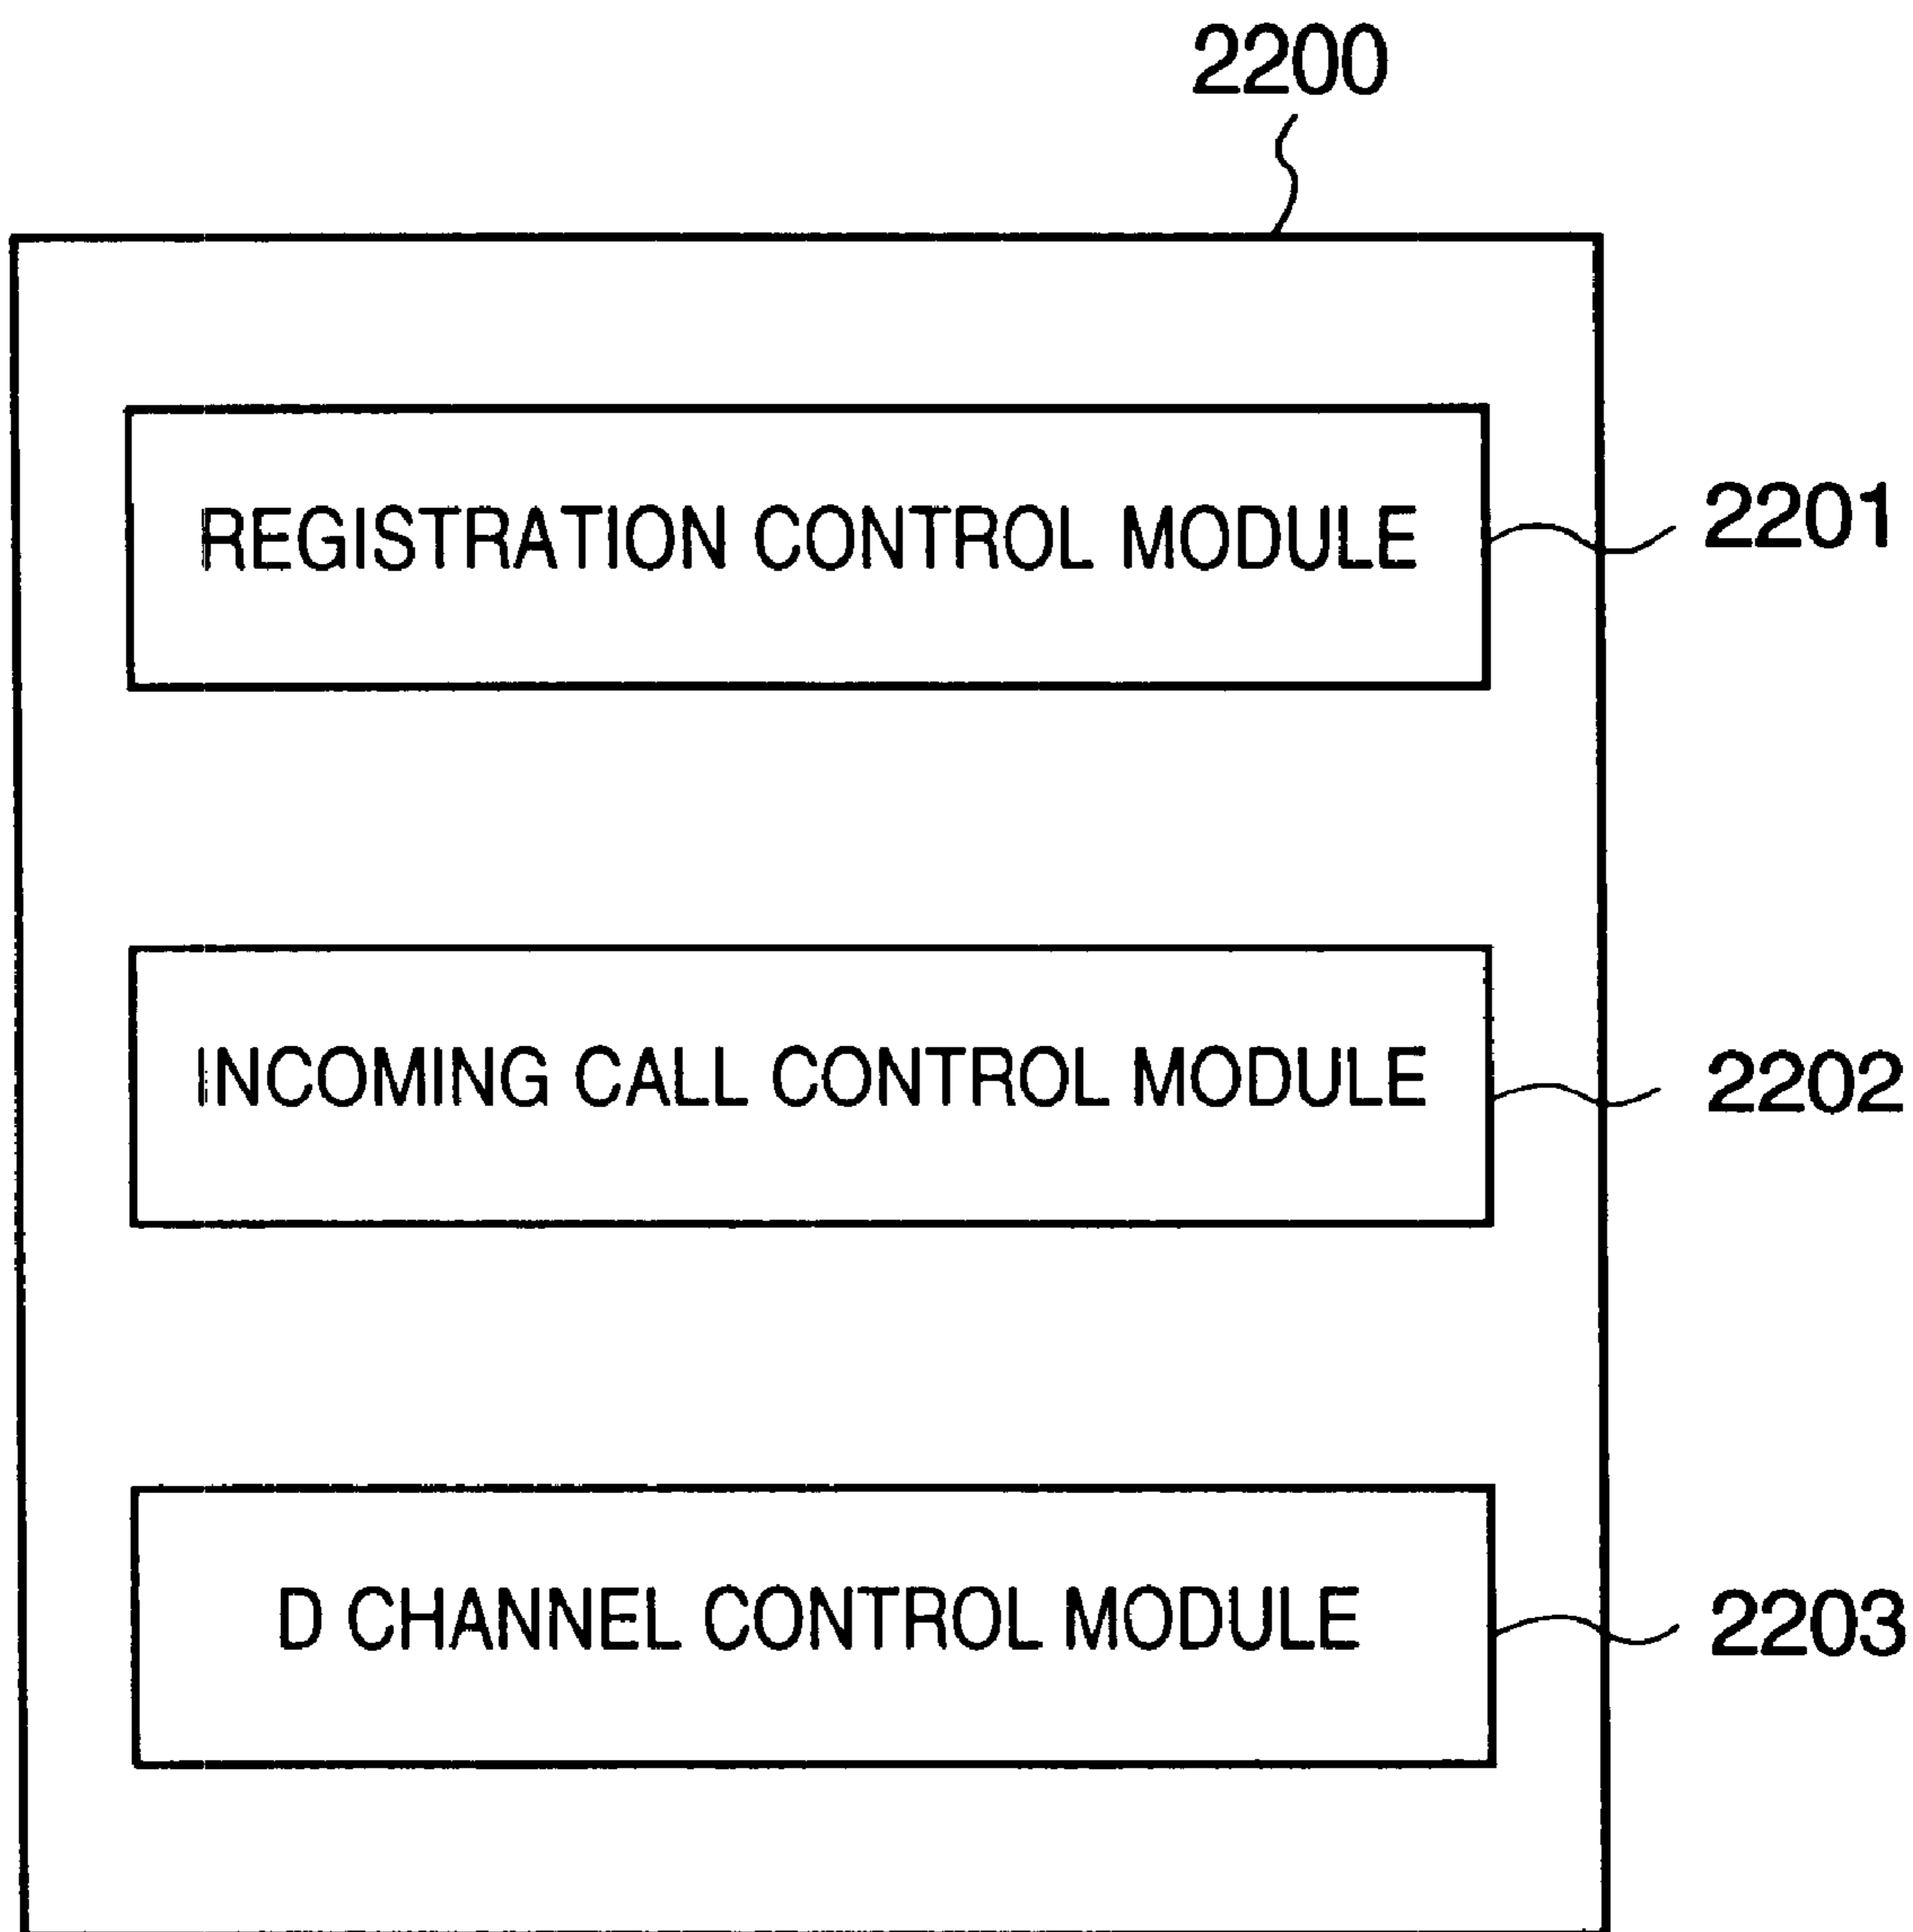 2200
REGISTRATION CONTROL MODULE
2201
INCOMING CALL CONTROL MODULE
2202
D CHANNEL CONTROL MODULE
2203